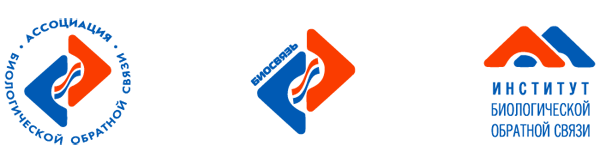 • АССОЦИАЦИЯ •
БИОЛОГИЧЕСКОЙ ОБРАТНОЙ СВЯЗИ
БИОСВЯЗЬ
ИНСТИТУТ
БИОЛОГИЧЕСКОЙ
ОБРАТНОЙ СВЯЗИ